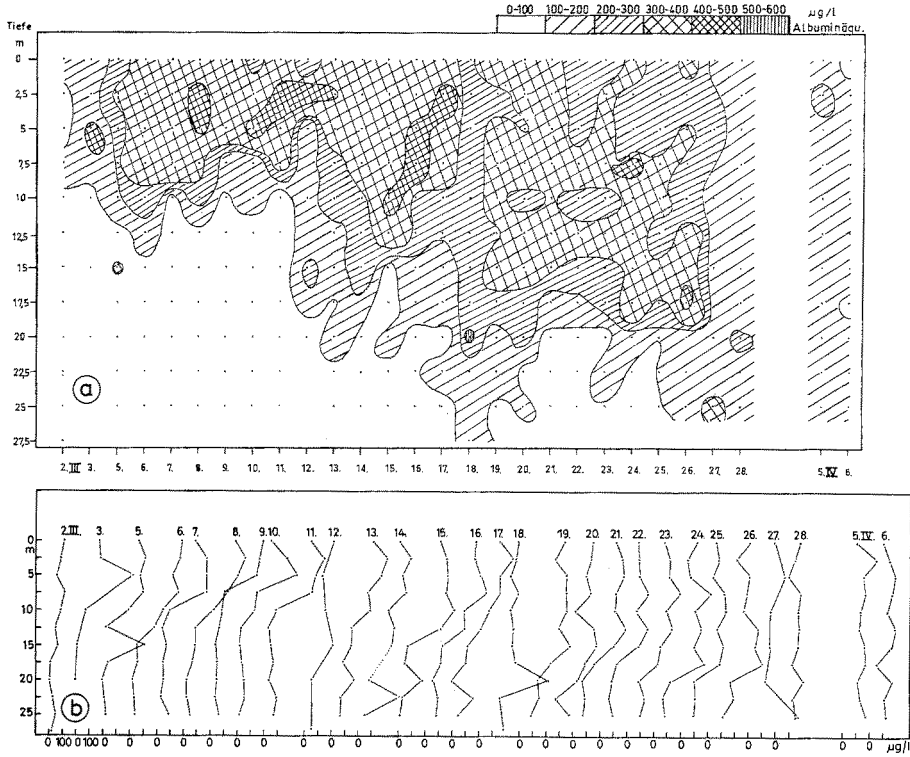 0-100 100-200 200-300 300-400 400-500 500-600 µg/l
Albuminäqu.
Tiefe
m
0
2,5
5
7,5
10
12,5
15
17,5
20
22,5
25
27,5
a
2.III 3. 5. 6. 7. 8. 9. 10. 11. 12. 13. 14. 15. 16. 17. 18. 19. 20. 21. 22. 23. 24. 25. 26. 27. 28. 5.IV 6.
2.III. 3. 5. 6. 7. 8. 9. 10. 11. 12. 13. 14. 15. 16. 17. 18. 19. 20. 21. 22. 23. 24. 25. 26. 27. 28. 5.IV. 6.
0
m
5
10
15
20
25
b
0 100 0 100 0 0 0 0 0 0 0 0 0 0 0 0 0 0 0 0 0 0 0 0 0 0 0 0 µg/l